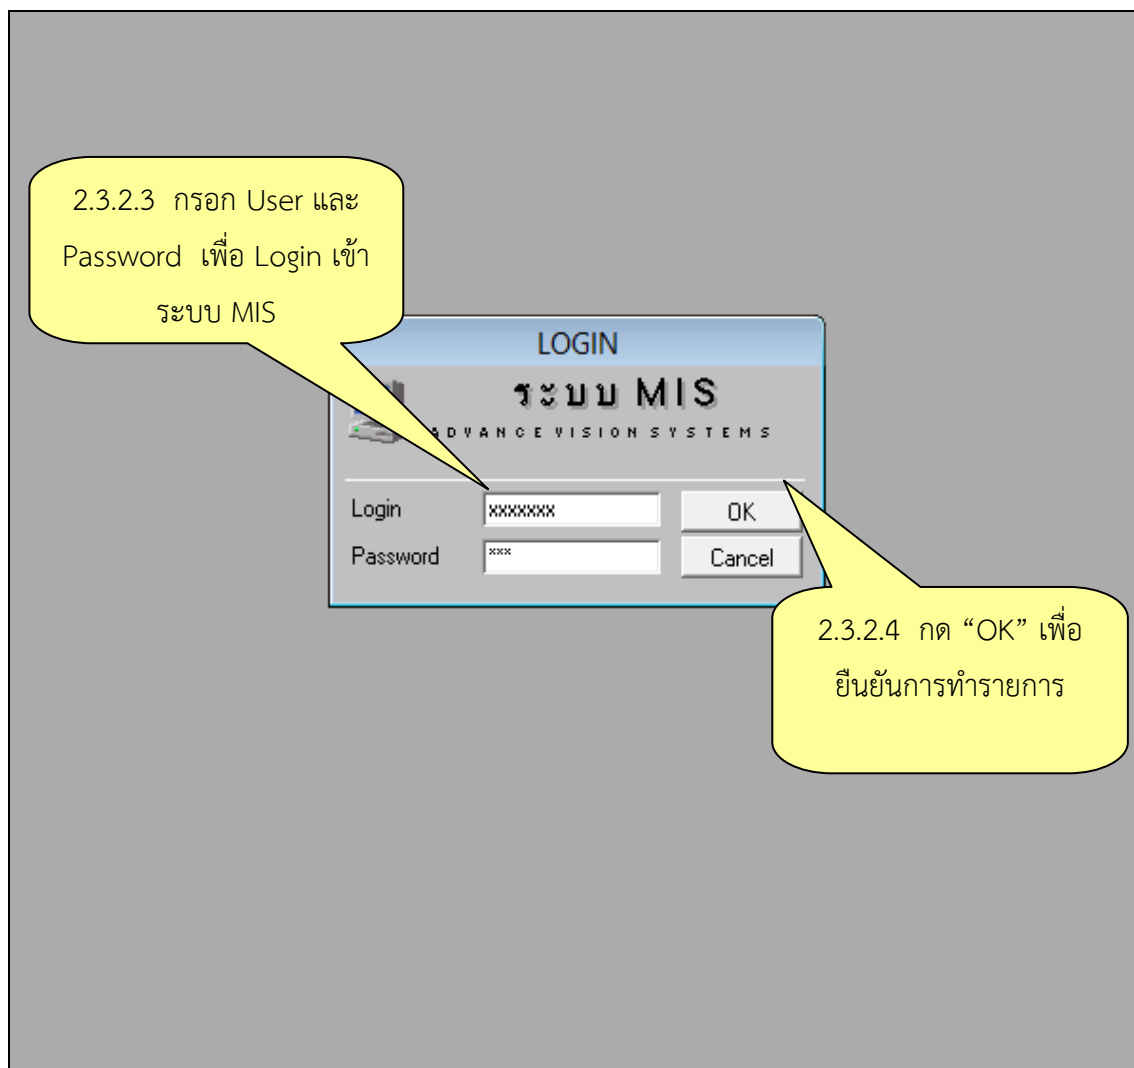 2.3.2.3 กรอก User และ
Password เพื่อ Login เข้า
ระบบ MIS
LOGIN
ระบบ MIS
ADVANCE VISION SYSTEMS
Login xxxxxxx OK
Password xxx Cancel
2.3.2.4 กด “OK” เพื่อ
ยืนยันการทำรายการ